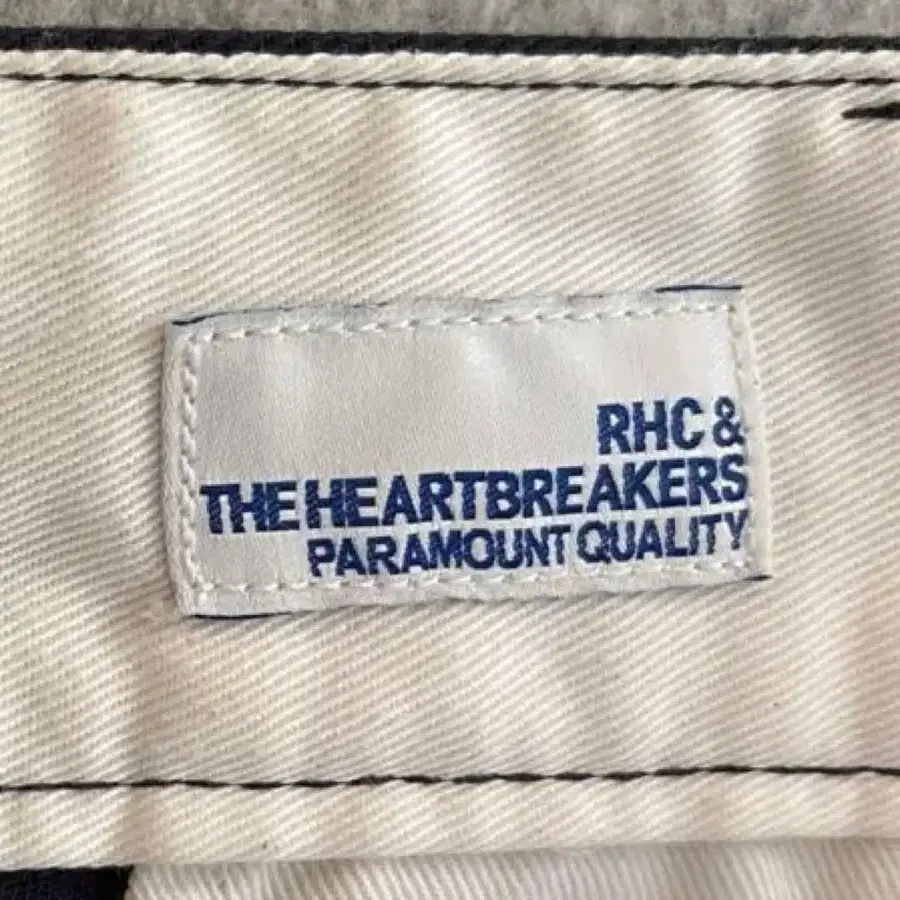 RHC &
THE HEARTBREAKERS
PARAMOUNT QUALITY